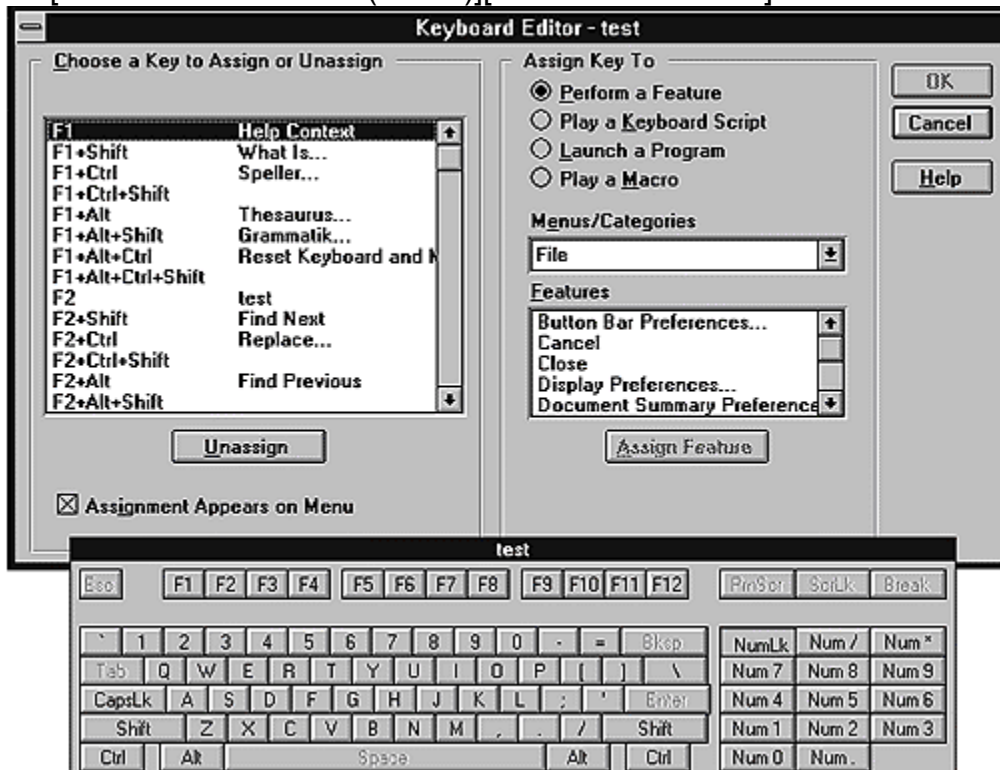 Keyboard Editor - test
Choose a Key to Assign or Unassign
F1 Help Context
F1+Shift What Is...
F1+Ctrl Speller...
F1+Ctrl+Shift
F1+Alt Thesaurus...
F1+Alt+Shift Grammatik...
F1+Alt+Ctrl Reset Keyboard and
F1+Alt+Ctrl+Shift
F2 test
F2+Shift Find Next
F2+Ctrl Replace...
F2+Ctrl+Shift
F2+Alt Find Previous
F2+Alt+Shift
Unassign
Assignment Appears on Menu
Assign Key To
Perform a Feature
Play a Keyboard Script
Launch a Program
Play a Macro
Menus/Categories
File
Features
Button Bar Preferences...
Cancel
Close
Display Preferences...
Document Summary Preference
Assign Feature
OK
Cancel
Help
test
Esc F1 F2 F3 F4 F5 F6 F7 F8 F9 F10 F11 F12 PrnScr ScrLk Break
` 1 2 3 4 5 6 7 8 9 0 - = Bksp NumLk Num / Num *
Tab Q W E R T Y U I O P [ ] \ Num 7 Num 8 Num 9
CapsLk A S D F G H J K L ; ' Enter Num 4 Num 5 Num 6
Shift Z X C V B N M , . / Shift Num 1 Num 2 Num 3
Ctrl Alt Space Alt Ctrl Num 0 Num .